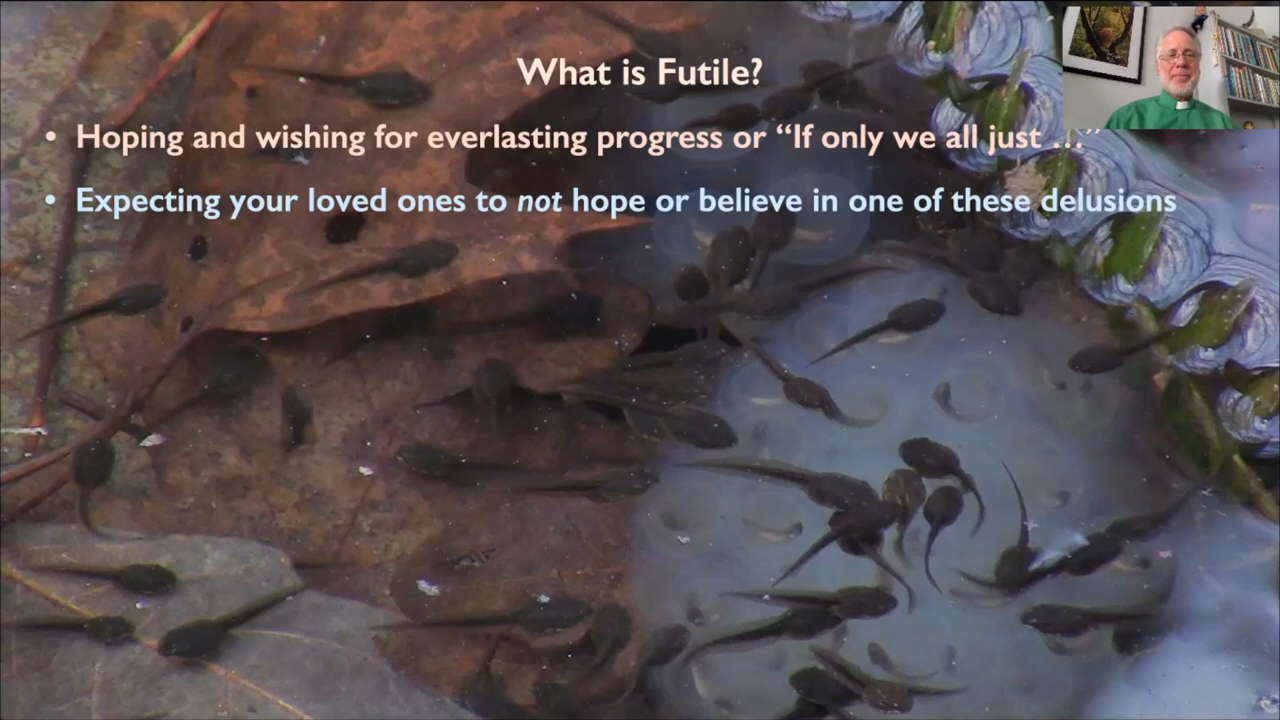 What is Futile?
• Hoping and wishing for everlasting progress or “If only we all just …”
• Expecting your loved ones to not hope or believe in one of these delusions